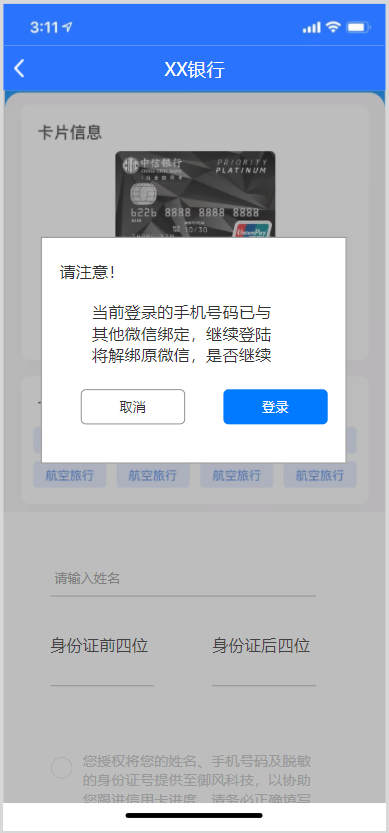 3:11
XX银行
卡片信息
中信银行
PRIORITY
PLATINUM
8888 8888 8888
10/30
UnionPay
请注意！
当前登录的手机号码已与
其他微信绑定，继续登陆
将解绑原微信，是否继续
取消
登录
航空旅行
航空旅行
航空旅行
航空旅行
请输入姓名
身份证前四位
身份证后四位
您授权将您的姓名、手机号码及脱敏
的身份证号提供至御风科技，以协助
您跟进信用卡进度，请务必正确填写